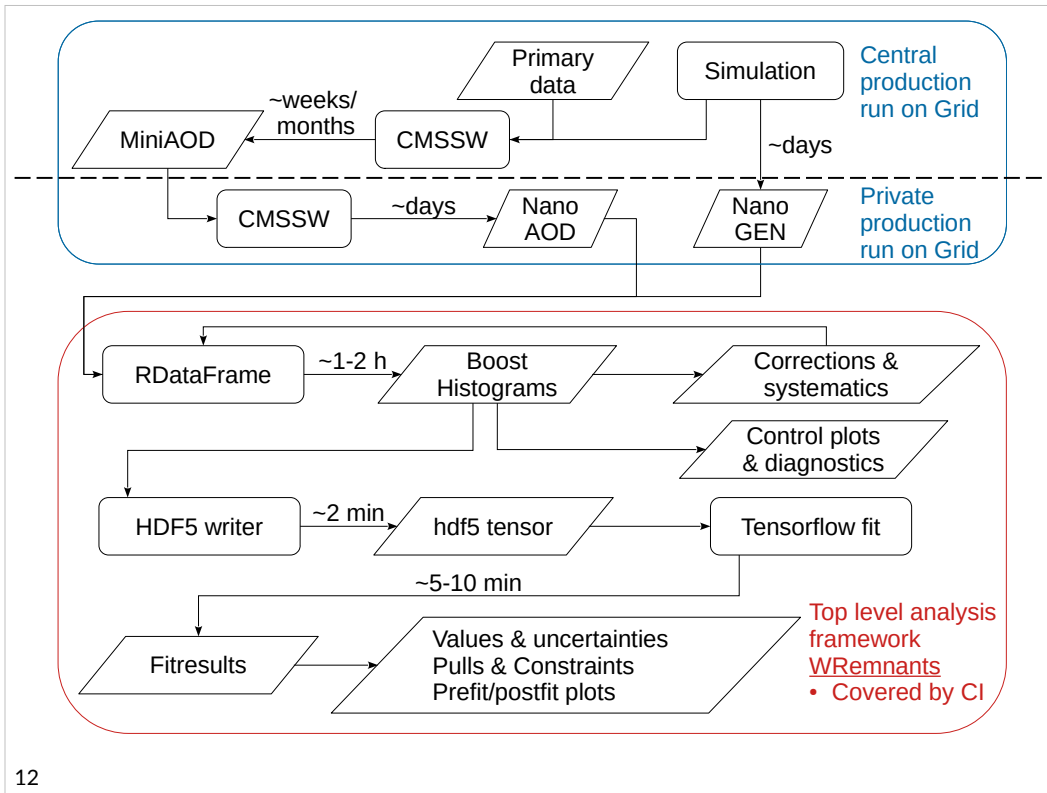 Primary
data
Simulation
Central
production
run on Grid
~weeks/
months
MiniAOD
CMSSW
~days
CMSSW
~days
Nano
AOD
Nano
GEN
Private
production
run on Grid
RDataFrame
~1-2 h
Boost
Histograms
Corrections &
systematics
Control plots
& diagnostics
HDF5 writer
~2 min
hdf5 tensor
Tensorflow fit
~5-10 min
Fitresults
Values & uncertainties
Pulls & Constraints
Prefit/postfit plots
Top level analysis
framework
WRemnants
• Covered by CI
12